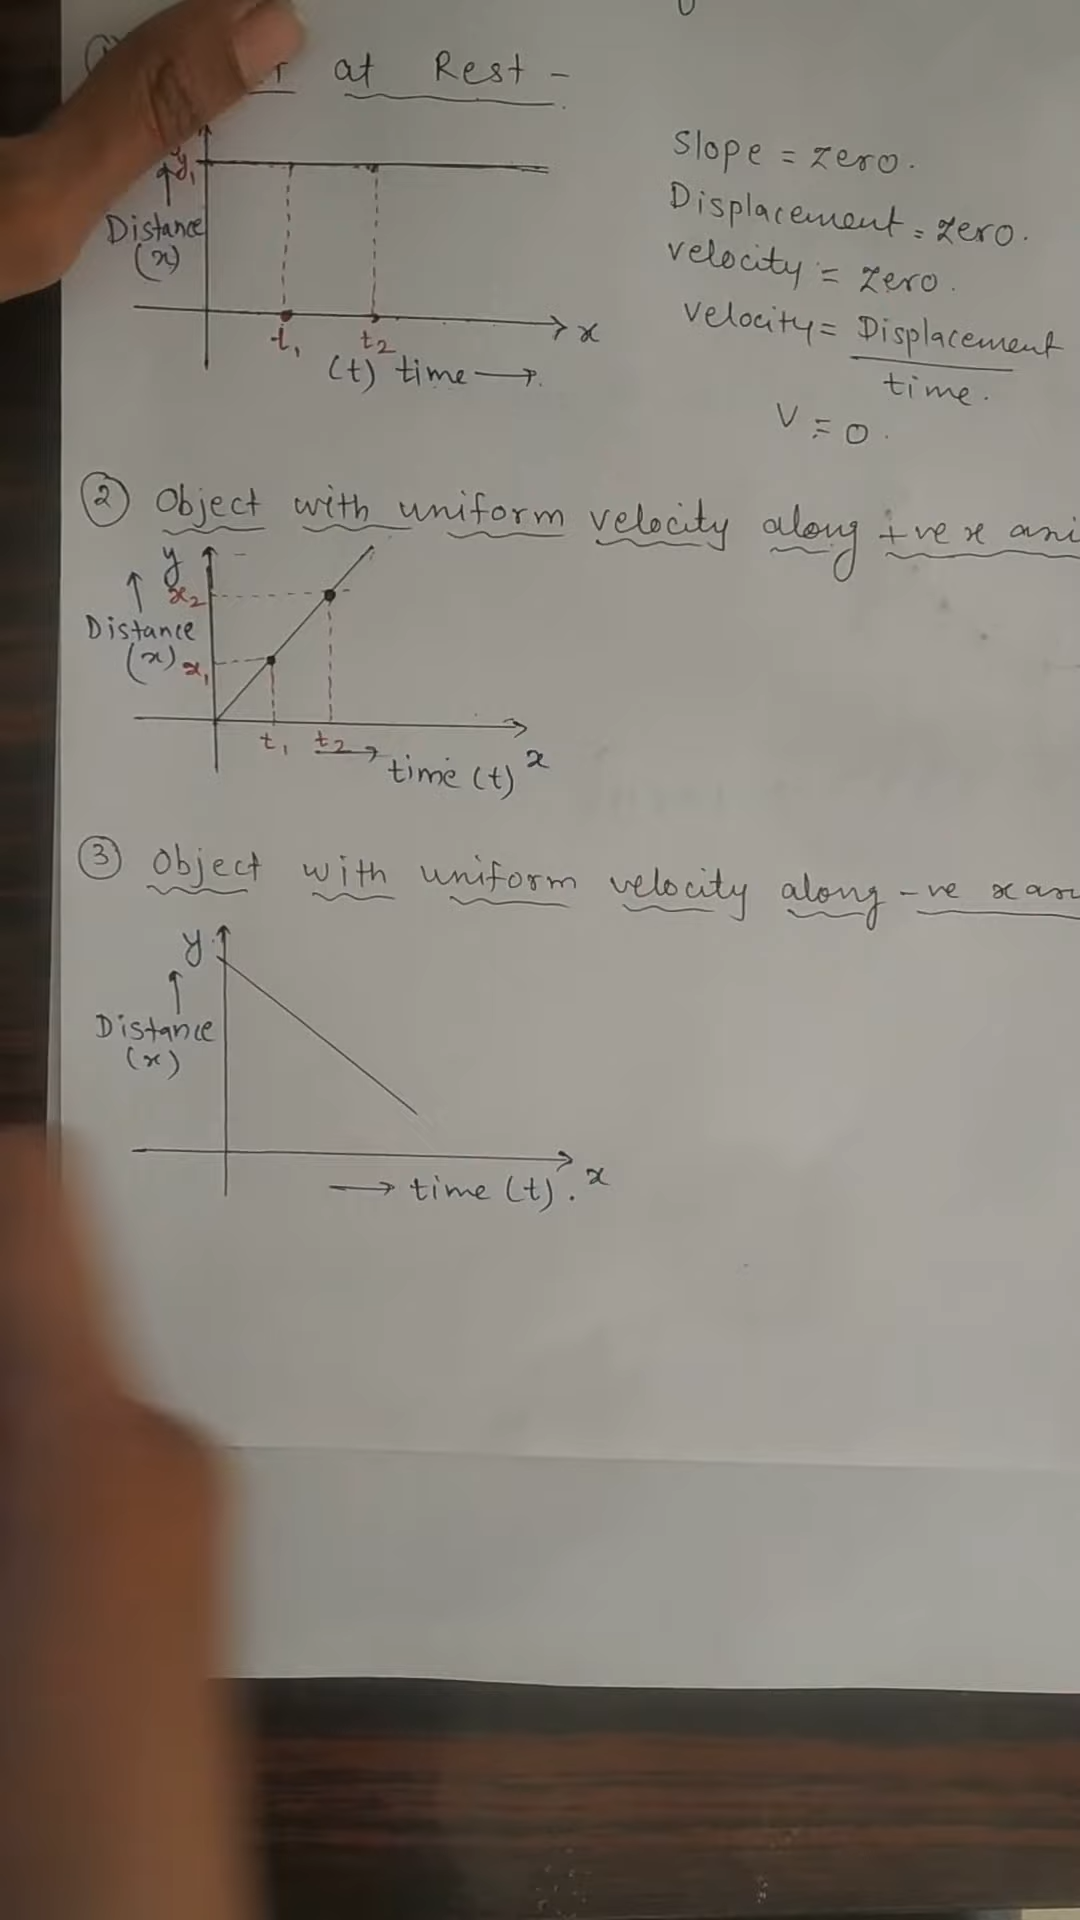 at Rest -
y1
Distance
(x)
t1 t2
x
(t) time →
Slope = zero.
Displacement = zero.
velocity = zero.
velocity = Displacement
time.
V = 0.
② Object with uniform velocity along +ve x axi
y
x2
Distance
(x) x1
t1 t2
time (t) x
③ Object with uniform velocity along -ve x axi
y
Distance
(x)
→ time (t). x